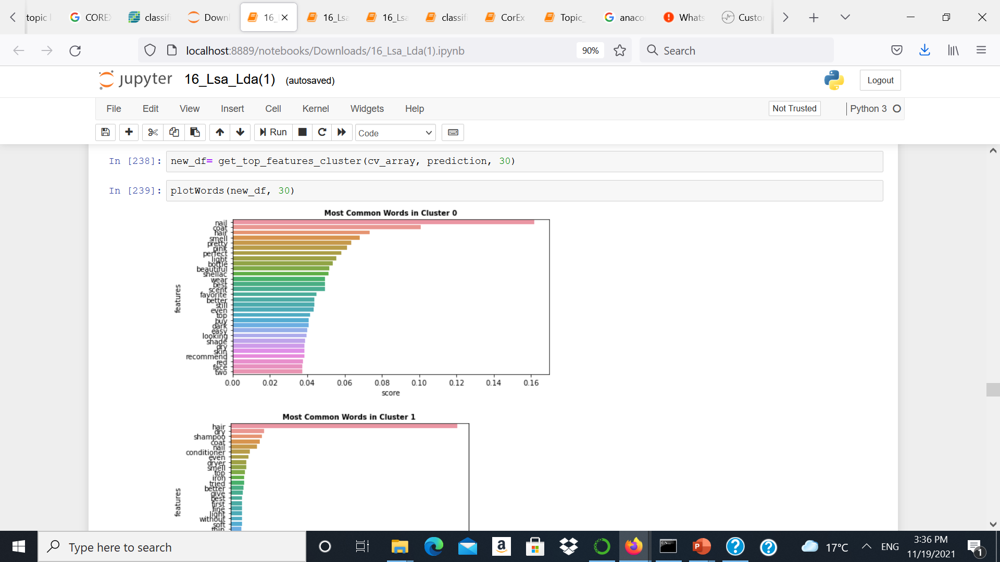 topic
COREX
classifi
Downl
16_
16_Lsa
16_Lsa
classifi
CorEx
Topic_
anaco
Whats
Custo
localhost:8889/notebooks/Downloads/16_Lsa_Lda(1).ipynb
90%
Search
jupyter 16_Lsa_Lda(1) (autosaved)
Logout
File Edit View Insert Cell Kernel Widgets Help
Not Trusted
Python 3
Run
Code
In [238]: new_df= get_top_features_cluster(cv_array, prediction, 30)
In [239]: plotWords(new_df, 30)
Most Common Words in Cluster 0
nail
coat
hair
smell
pretty
pink
perfect
light
bottle
beautiful
shellac
wear
best
scent
favorite
better
still
even
top
buy
dark
easy
looking
shade
dry
skin
recommend
red
face
two
features
0.00 0.02 0.04 0.06 0.08 0.10 0.12 0.14 0.16
score
Most Common Words in Cluster 1
hair
dry
shampoo
coat
nail
conditioner
even
dryer
smell
top
iron
tried
better
give
best
first
fine
light
without
soft
thin
features
Type here to search
17°C
ENG
3:36 PM
11/19/2021
1